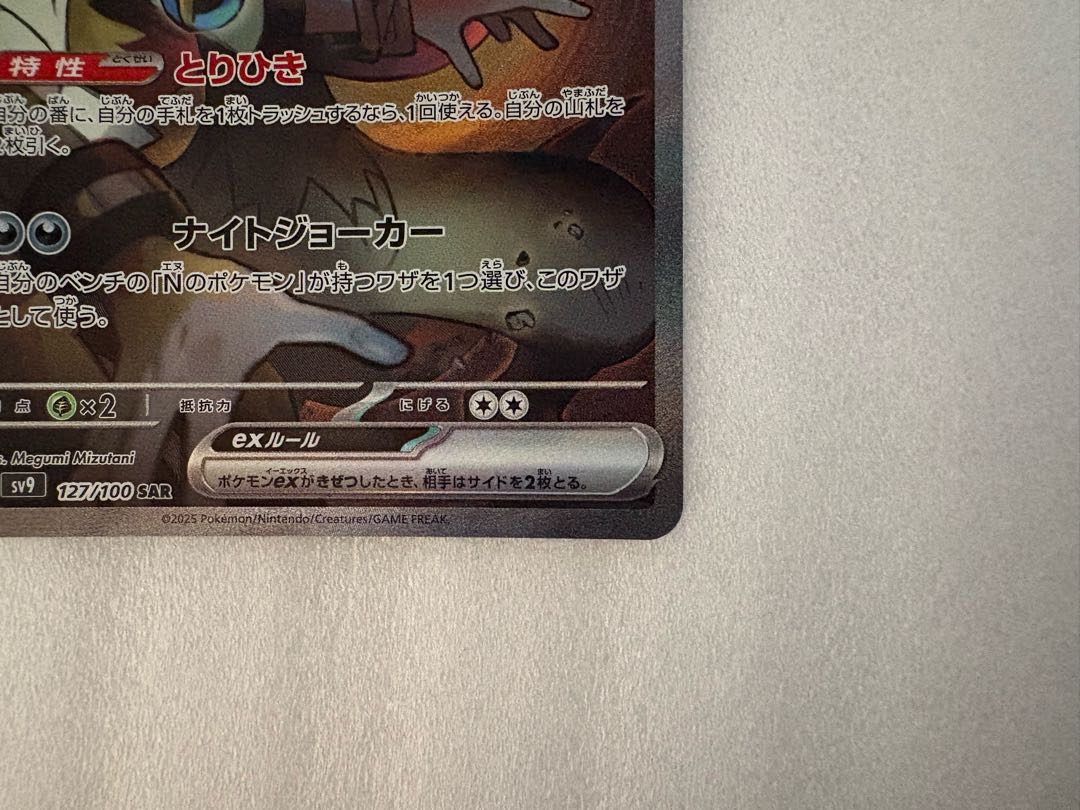 特性 とくせい とりひき
自分の番に、自分の手札を1枚トラッシュするなら、1回使える。自分の山札を
2枚引く。
ナイトジョーカー
自分のベンチの「Nのポケモン」が持つワザを1つ選び、このワザ
として使う。
点 ×2 抵抗力 にげる
exルール
ポケモンexがきぜつしたとき、相手はサイドを2枚とる。
s. Megumi Mizutani
sv9 127/100 SAR
©2025 Pokémon/Nintendo/Creatures/GAME FREAK.